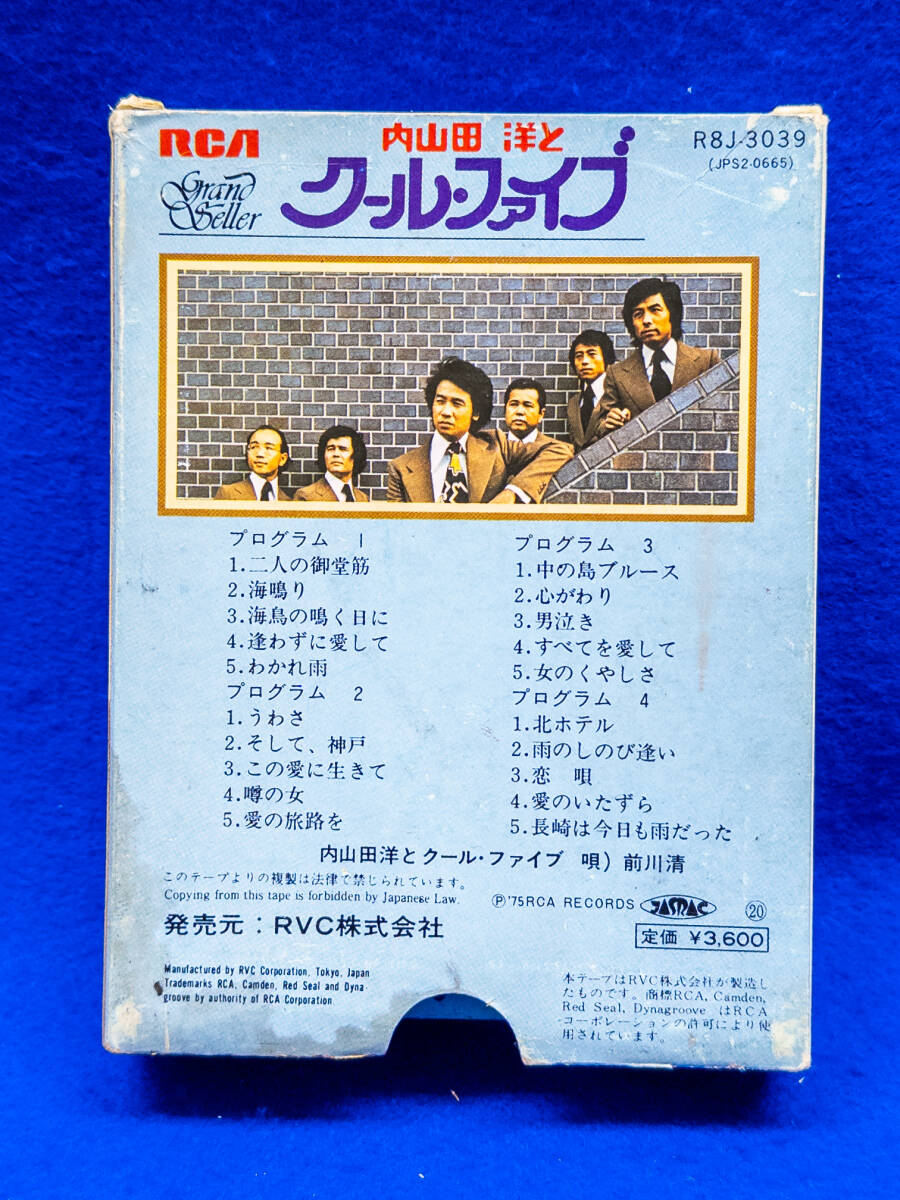 RCA
Grand
Seller
内山田 洋と
クール・ファイブ
R8J-3039
(JPS2-0665)
プログラム 1
1.二人の御堂筋
2.海鳴り
3.海鳥の鳴く日に
4.逢わずに愛して
5.わかれ雨
プログラム 2
1.うわさ
2.そして、神戸
3.この愛に生きて
4.噂の女
5.愛の旅路を
プログラム 3
1.中の島ブルース
2.心がわり
3.男泣き
4.すべてを愛して
5.女のくやしさ
プログラム 4
1.北ホテル
2.雨のしのび逢い
3.恋 唄
4.愛のいたずら
5.長崎は今日も雨だった
内山田洋とクール・ファイブ 唄)前川清
このテープよりの複製は法律で禁じられています。
Copying from this tape is forbidden by Japanese Law.
Ⓟ'75RCA RECORDS JASRAC ⑳
発売元:RVC株式会社
定価 ¥3,600
Manufactured by RVC Corporation, Tokyo, Japan
Trademarks RCA, Camden, Red Seal and Dyna-
groove by authority of RCA Corporation.
本テープはRVC株式会社が製造し
たものです。商標RCA, Camden,
Red Seal, Dynagroove はRCA
コーポレーションの許可により使
用されています。